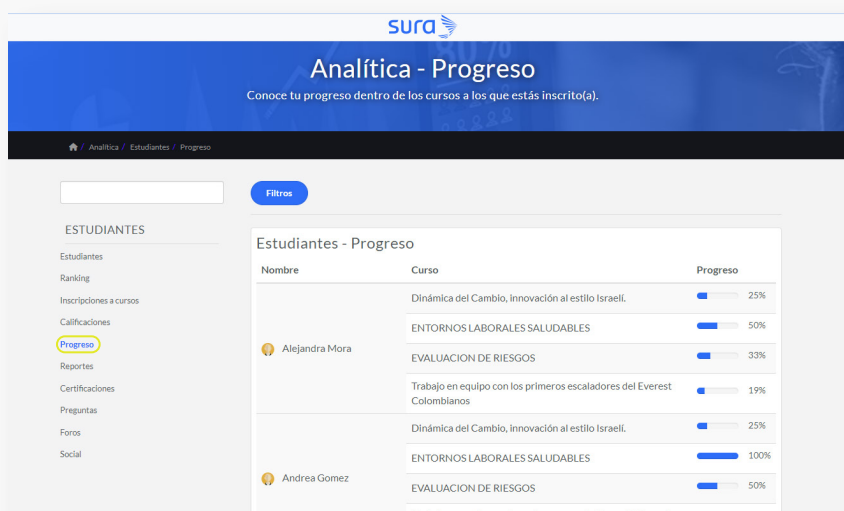 sura
Analítica - Progreso
Conoce tu progreso dentro de los cursos a los que estás inscrito(a).
/ Analítica / Estudiantes / Progreso
Filtros
ESTUDIANTES
Estudiantes
Ranking
Inscripciones a cursos
Calificaciones
Progreso
Reportes
Certificaciones
Preguntas
Foros
Social
Estudiantes - Progreso
Nombre Curso Progreso
Alejandra Mora
Dinámica del Cambio, innovación al estilo Israelí. 25%
ENTORNOS LABORALES SALUDABLES 50%
EVALUACION DE RIESGOS 33%
Trabajo en equipo con los primeros escaladores del Everest
Colombianos 19%
Andrea Gomez
Dinámica del Cambio, innovación al estilo Israelí. 25%
ENTORNOS LABORALES SALUDABLES 100%
EVALUACION DE RIESGOS 50%